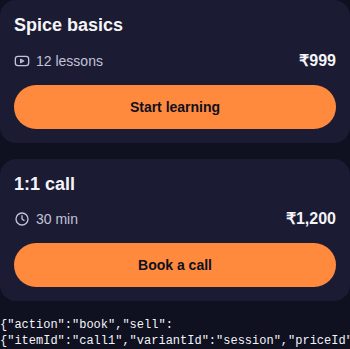 Spice basics
12 lessons ₹999
Start learning
1:1 call
30 min ₹1,200
Book a call
{"action":"book","sell":
{"itemId":"call1","variantId":"session","priceId"